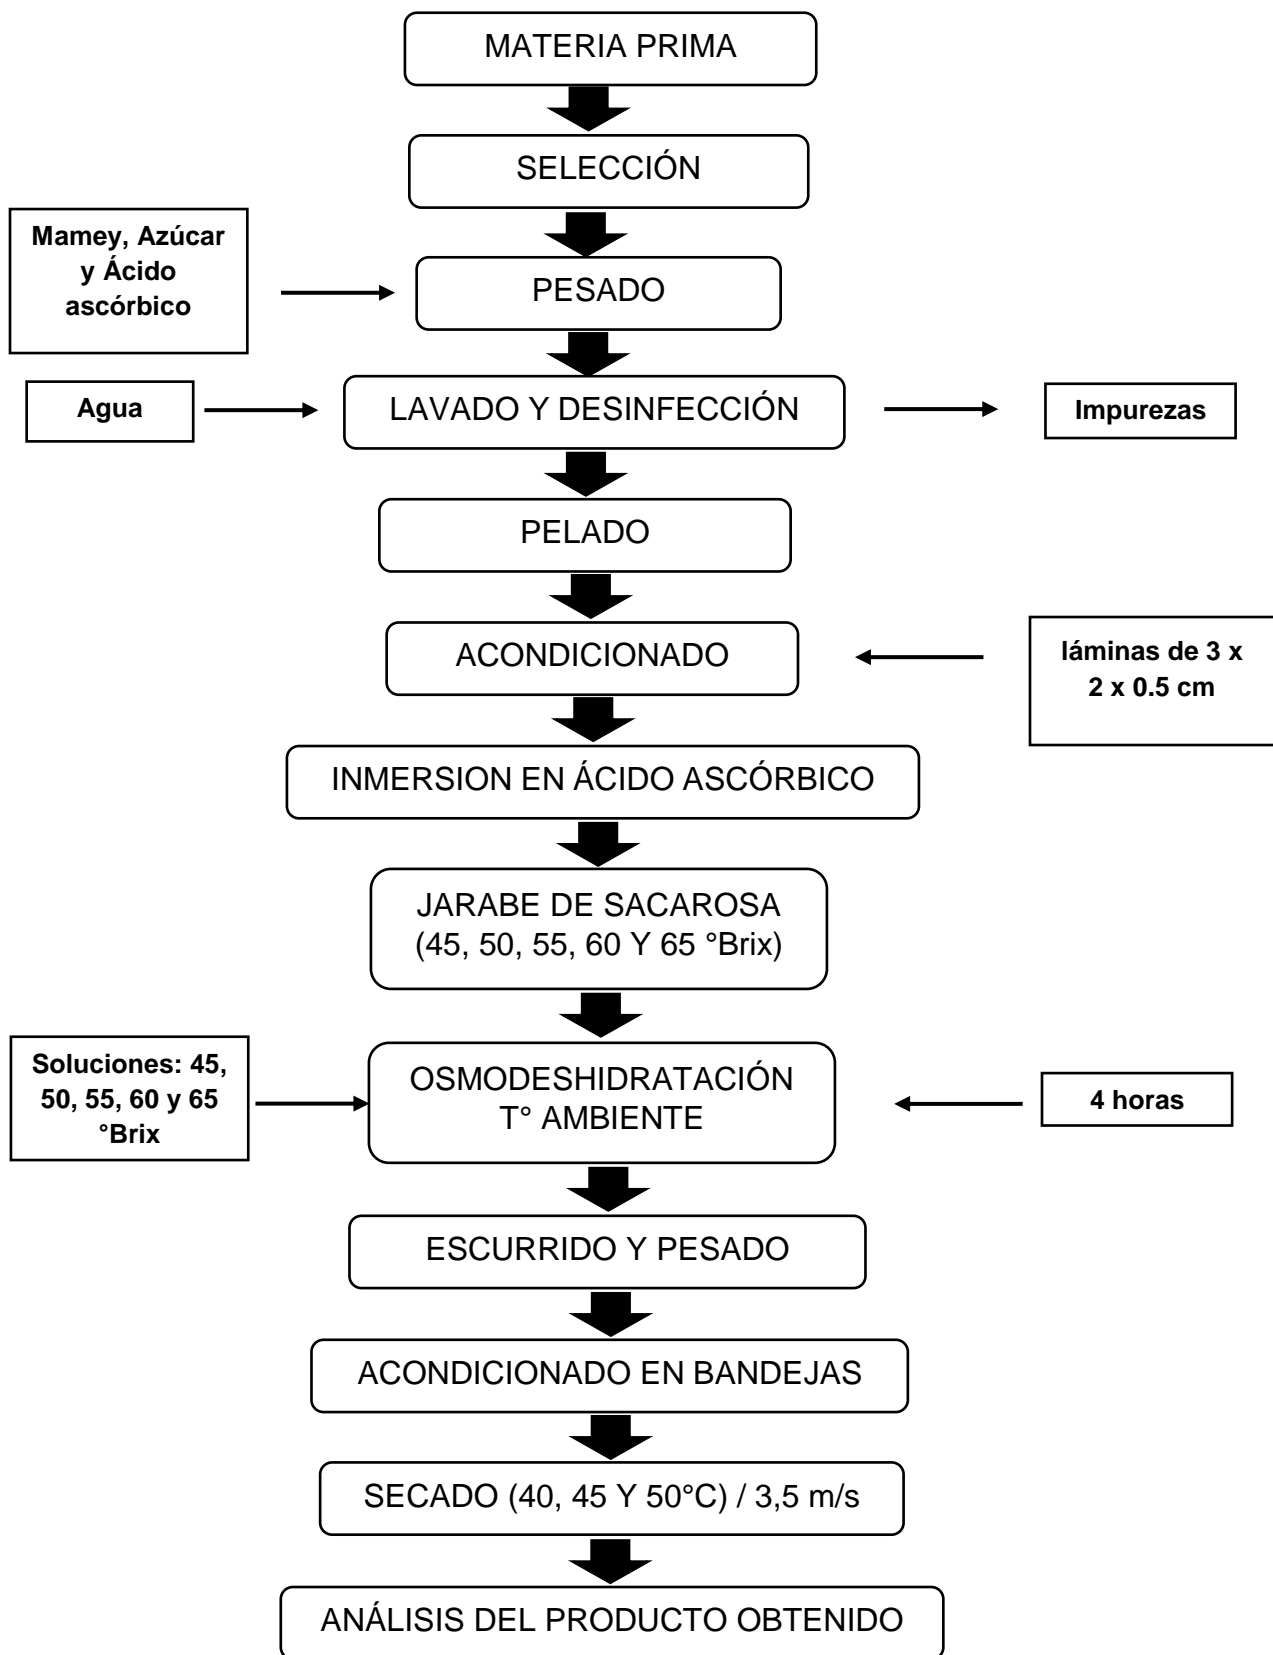 MATERIA PRIMA
SELECCIÓN
Mamey, Azúcar
y Ácido
ascórbico
PESADO
Agua
LAVADO Y DESINFECCIÓN
Impurezas
PELADO
ACONDICIONADO
láminas de 3 x
2 x 0.5 cm
INMERSION EN ÁCIDO ASCÓRBICO
JARABE DE SACAROSA
(45, 50, 55, 60 Y 65 °Brix)
Soluciones: 45,
50, 55, 60 y 65
°Brix
OSMODESHIDRATACIÓN
T° AMBIENTE
4 horas
ESCURRIDO Y PESADO
ACONDICIONADO EN BANDEJAS
SECADO (40, 45 Y 50°C) / 3,5 m/s
ANÁLISIS DEL PRODUCTO OBTENIDO